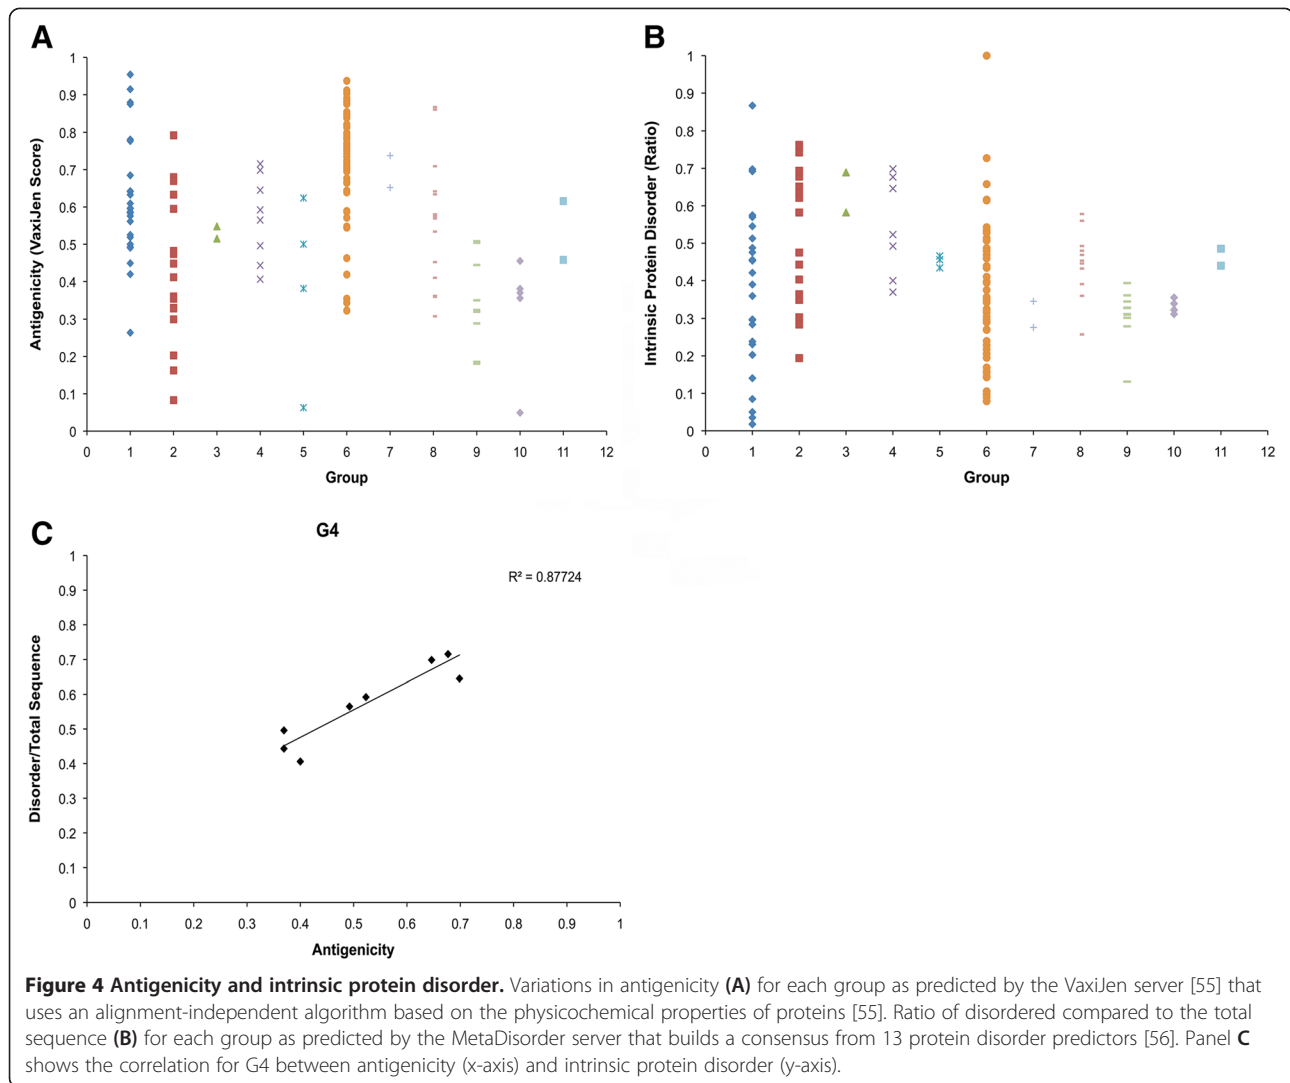 A
Antigenicity (VaxiJen Score)
1
0.9
0.8
0.7
0.6
0.5
0.4
0.3
0.2
0.1
0
0 1 2 3 4 5 6 7 8 9 10 11 12
Group
B
Intrinsic Protein Disorder (Ratio)
1
0.9
0.8
0.7
0.6
0.5
0.4
0.3
0.2
0.1
0
0 1 2 3 4 5 6 7 8 9 10 11 12
Group
C
G4
R² = 0.87724
Disorder/Total Sequence
1
0.9
0.8
0.7
0.6
0.5
0.4
0.3
0.2
0.1
0
0 0.1 0.2 0.3 0.4 0.5 0.6 0.7 0.8 0.9 1
Antigenicity
Figure 4 Antigenicity and intrinsic protein disorder. Variations in antigenicity (A) for each group as predicted by the VaxiJen server [55] that
uses an alignment-independent algorithm based on the physicochemical properties of proteins [55]. Ratio of disordered compared to the total
sequence (B) for each group as predicted by the MetaDisorder server that builds a consensus from 13 protein disorder predictors [56]. Panel C
shows the correlation for G4 between antigenicity (x-axis) and intrinsic protein disorder (y-axis).